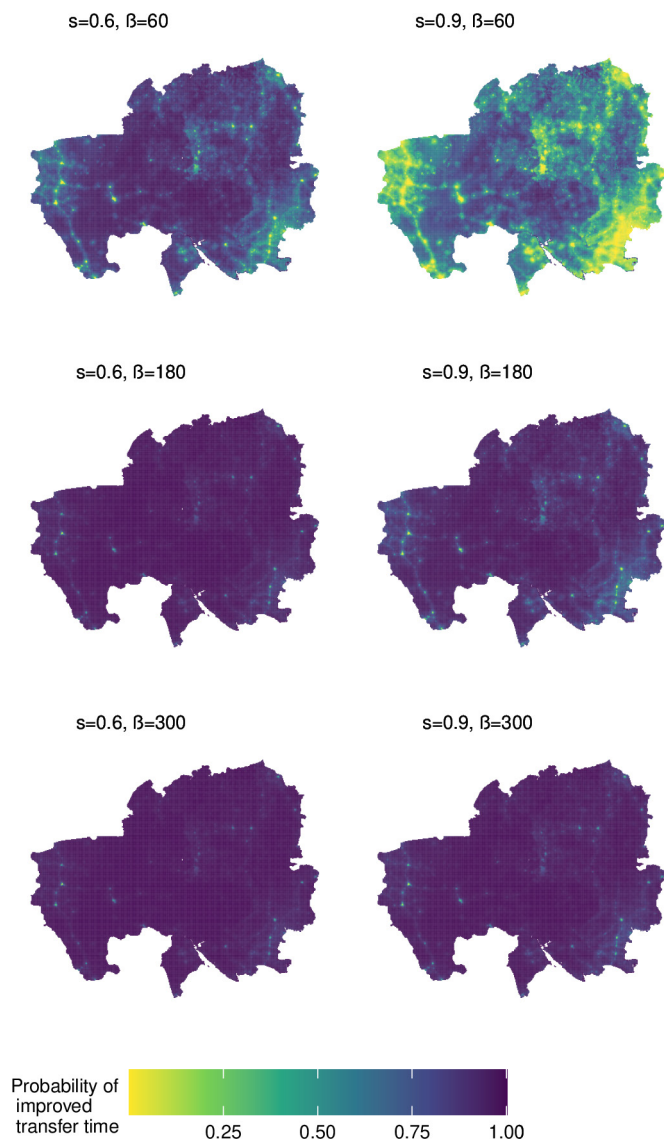 s=0.6, ß=60
s=0.9, ß=60
s=0.6, ß=180
s=0.9, ß=180
s=0.6, ß=300
s=0.9, ß=300
Probability of
improved
transfer time
0.25 0.50 0.75 1.00